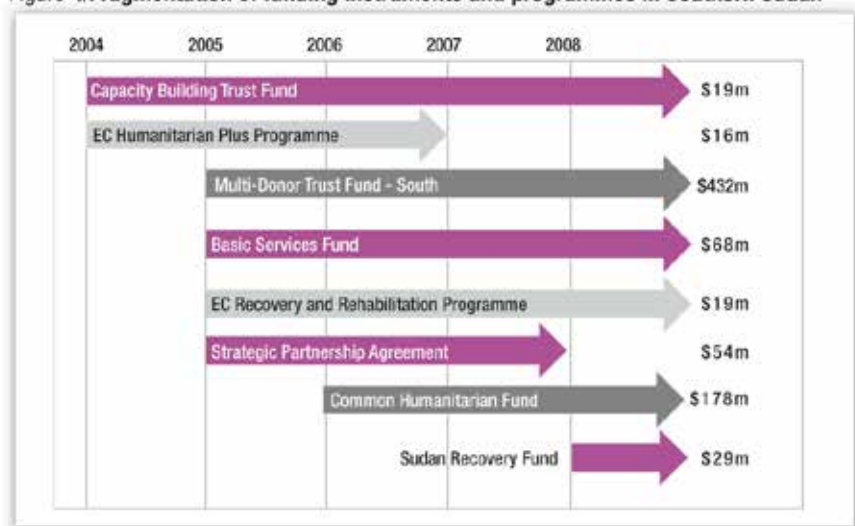 2004 2005 2006 2007 2008
Capacity Building Trust Fund $19m
EC Humanitarian Plus Programme $16m
Multi-Donor Trust Fund - South $432m
Basic Services Fund $68m
EC Recovery and Rehabilitation Programme $19m
Strategic Partnership Agreement $54m
Common Humanitarian Fund $178m
Sudan Recovery Fund $29m